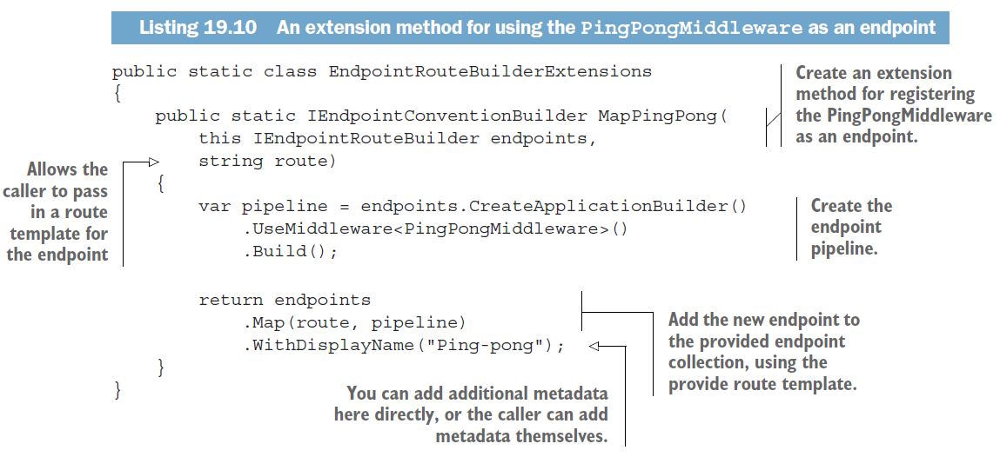 Listing 19.10 An extension method for using the PingPongMiddleware as an endpoint
public static class EndpointRouteBuilderExtensions
{
public static IEndpointConventionBuilder MapPingPong(
this IEndpointRouteBuilder endpoints,
string route)
{
var pipeline = endpoints.CreateApplicationBuilder()
.UseMiddleware<PingPongMiddleware>()
.Build();
return endpoints
.Map(route, pipeline)
.WithDisplayName("Ping-pong");
}
}
Create an extension
method for registering
the PingPongMiddleware
as an endpoint.
Allows the
caller to pass
in a route
template for
the endpoint
Create the
endpoint
pipeline.
Add the new endpoint to
the provided endpoint
collection, using the
provide route template.
You can add additional metadata
here directly, or the caller can add
metadata themselves.